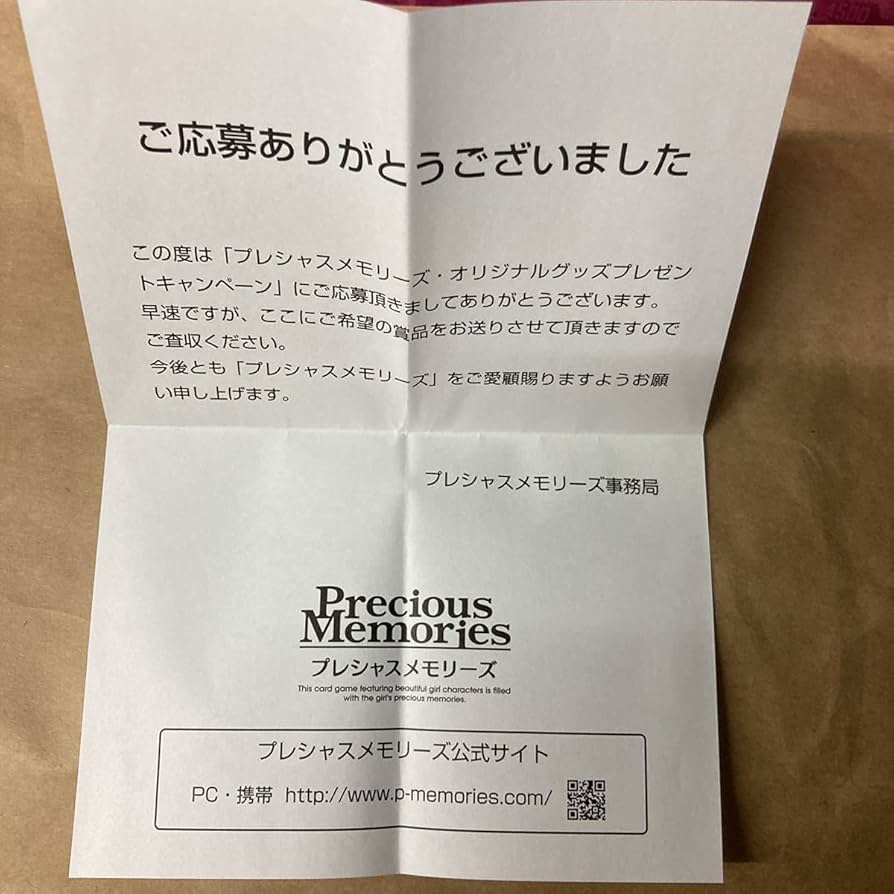 ご応募ありがとうございました
この度は「プレシャスメモリーズ・オリジナルグッズプレゼン
トキャンペーン」にご応募頂きましてありがとうございます。
早速ですが、ここにご希望の賞品をお送りさせて頂きますので
ご査収ください。
今後とも「プレシャスメモリーズ」をご愛顧賜りますようお願
い申し上げます。
プレシャスメモリーズ事務局
Precious
Memories
プレシャスメモリーズ
This card game featuring beautiful girl characters is filled
with the girl's precious memories.
プレシャスメモリーズ公式サイト
PC・携帯 http://www.p-memories.com/